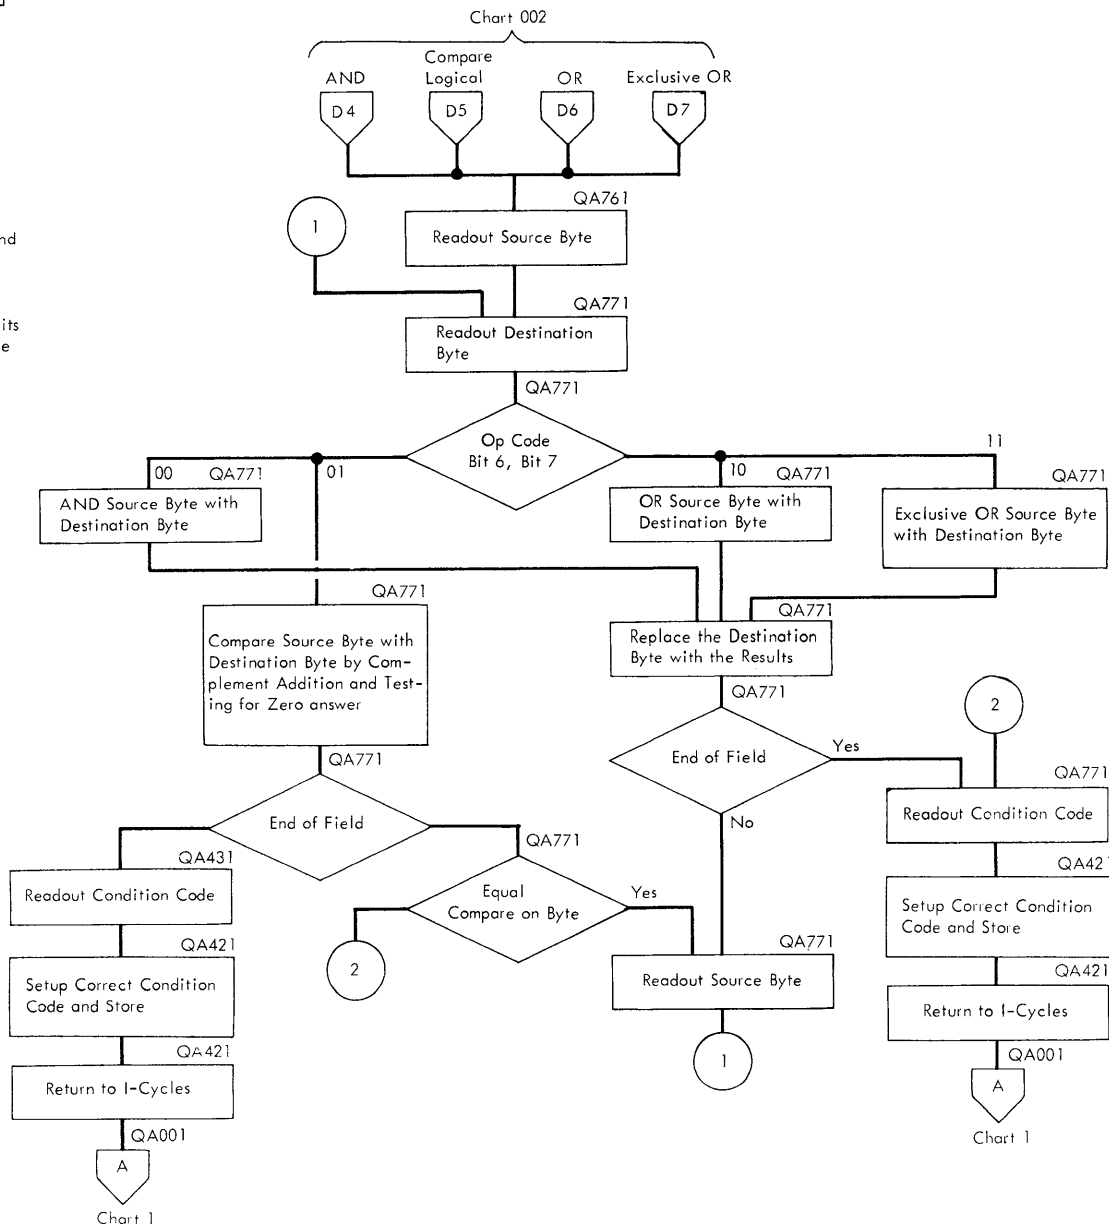 Chart 002
AND
Compare
Logical
OR
Exclusive OR
D4
D5
D6
D7
QA761
1
Readout Source Byte
nd
QA771
its
e
Readout Destination
Byte
QA771
Op Code
Bit 6, Bit 7
00
QA771
01
10
QA771
11
QA771
AND Source Byte with
Destination Byte
OR Source Byte with
Destination Byte
Exclusive OR Source Byte
with Destination Byte
QA771
QA771
Compare Source Byte with
Destination Byte by Com-
plement Addition and Test-
ing for Zero answer
Replace the Destination
Byte with the Results
QA771
2
QA771
End of Field
Yes
QA771
End of Field
No
Readout Condition Code
QA431
QA771
QA421
Readout Condition Code
Equal
Compare on Byte
Yes
Setup Correct Condition
Code and Store
QA421
2
QA771
QA421
Setup Correct Condition
Code and Store
Readout Source Byte
Return to I-Cycles
QA421
1
QA001
Return to I-Cycles
A
QA001
Chart 1
A
Chart 1